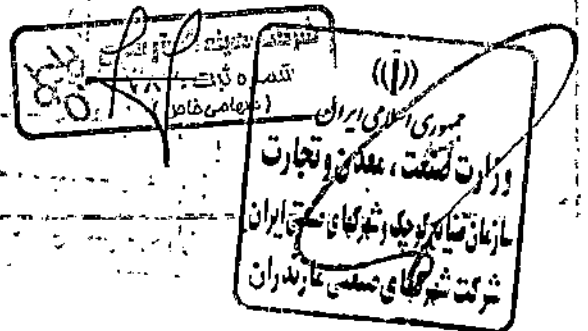 شماره ثبت
(سهامی خاص)
جمهوری اسلامی ایران
وزارت صنعت، معدن و تجارت
سازمان صنایع کوچک و شهرکهای صنعتی ایران
شرکت شهرکهای صنعتی مازندران